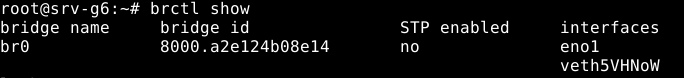 root@srv-g6:~# brctl show
bridge name bridge id STP enabled interfaces
br0 8000.a2e124b08e14 no eno1
veth5VHNoW